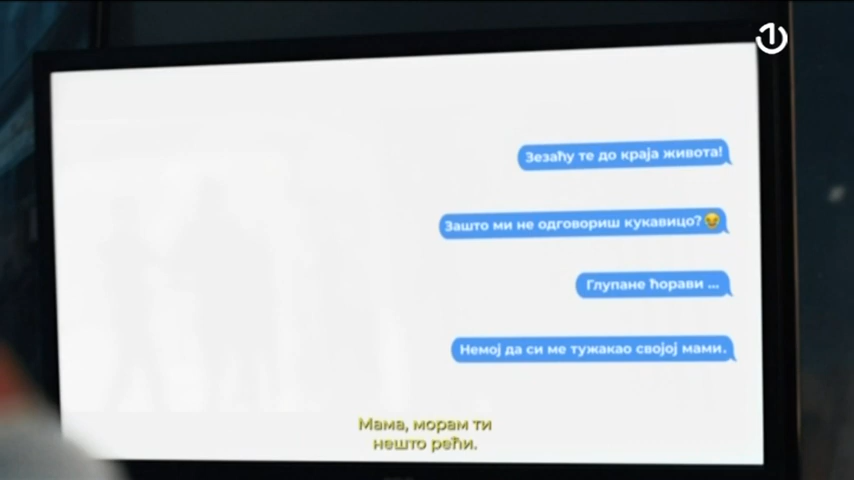 Зезаћу те до краја живота!
Зашто ми не одговориш кукавицо?😂
Глупане ћорави ...
Немој да си ме тужакао својој мами.
Мама, морам ти
нешто рећи.